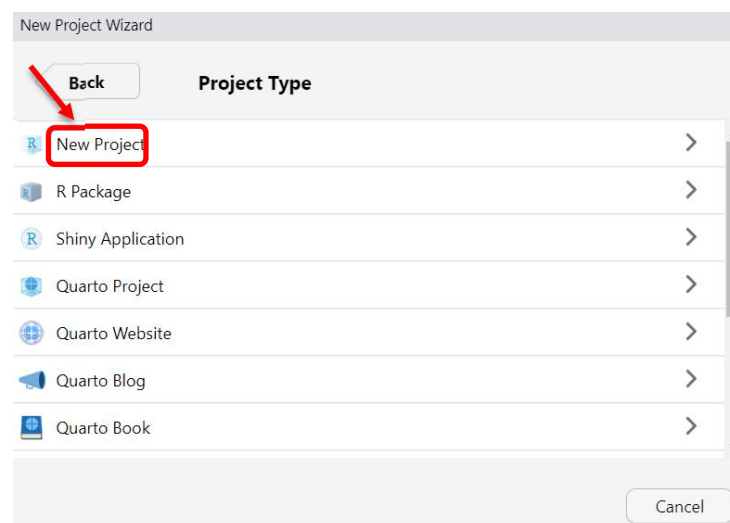 New Project Wizard
Back
Project Type
R New Project
R R Package
R Shiny Application
Quarto Project
Quarto Website
Quarto Blog
Quarto Book
Cancel